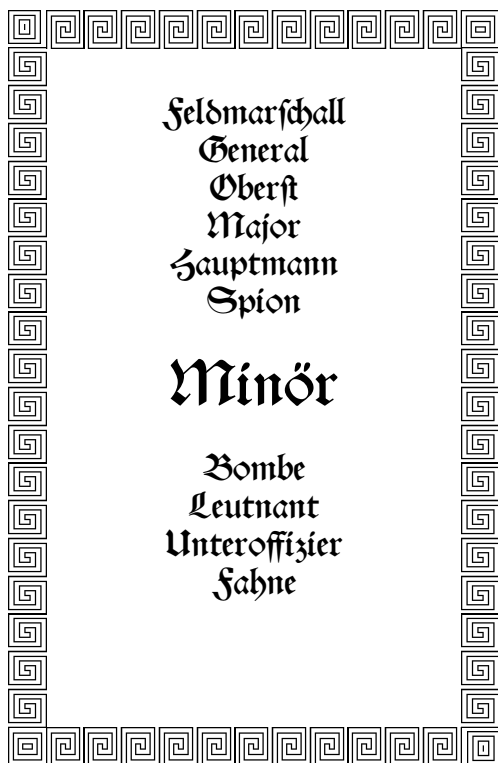 Feldmarſchall
General
Oberſt
Major
Hauptmann
Spion
Minör
Bombe
Leutnant
Unteroffizier
Fahne